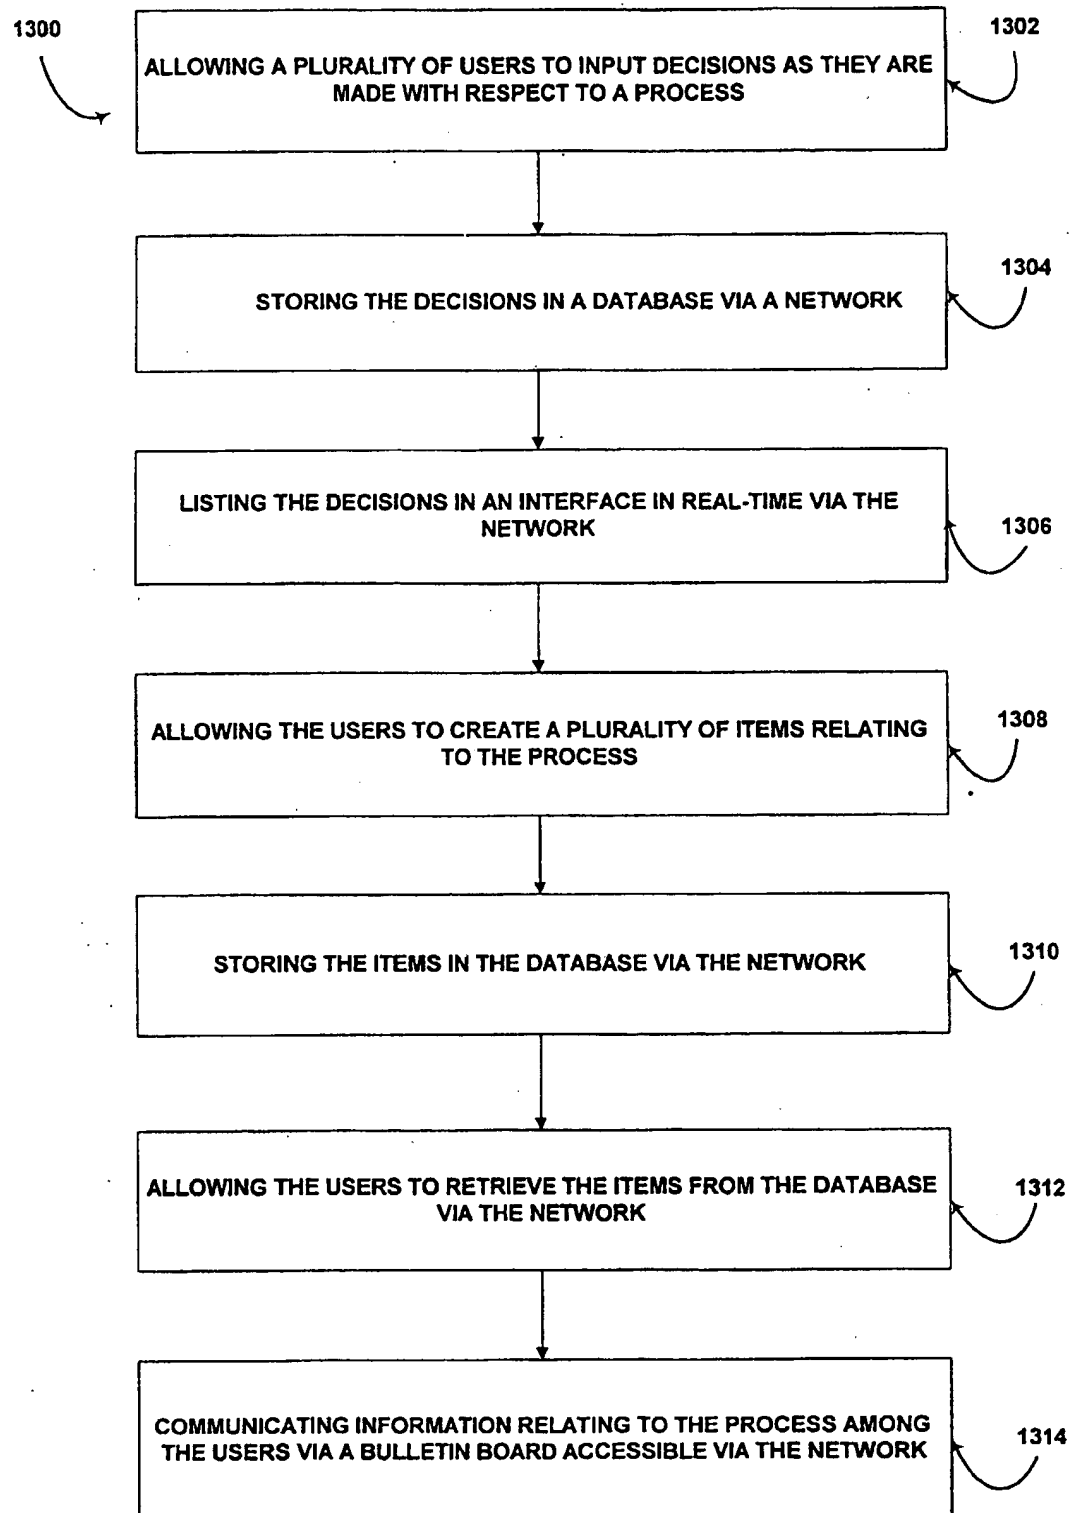 1300
1302
ALLOWING A PLURALITY OF USERS TO INPUT DECISIONS AS THEY ARE
MADE WITH RESPECT TO A PROCESS
1304
STORING THE DECISIONS IN A DATABASE VIA A NETWORK
LISTING THE DECISIONS IN AN INTERFACE IN REAL-TIME VIA THE
NETWORK
1306
1308
ALLOWING THE USERS TO CREATE A PLURALITY OF ITEMS RELATING
TO THE PROCESS
1310
STORING THE ITEMS IN THE DATABASE VIA THE NETWORK
ALLOWING THE USERS TO RETRIEVE THE ITEMS FROM THE DATABASE
VIA THE NETWORK
1312
COMMUNICATING INFORMATION RELATING TO THE PROCESS AMONG
THE USERS VIA A BULLETIN BOARD ACCESSIBLE VIA THE NETWORK
1314